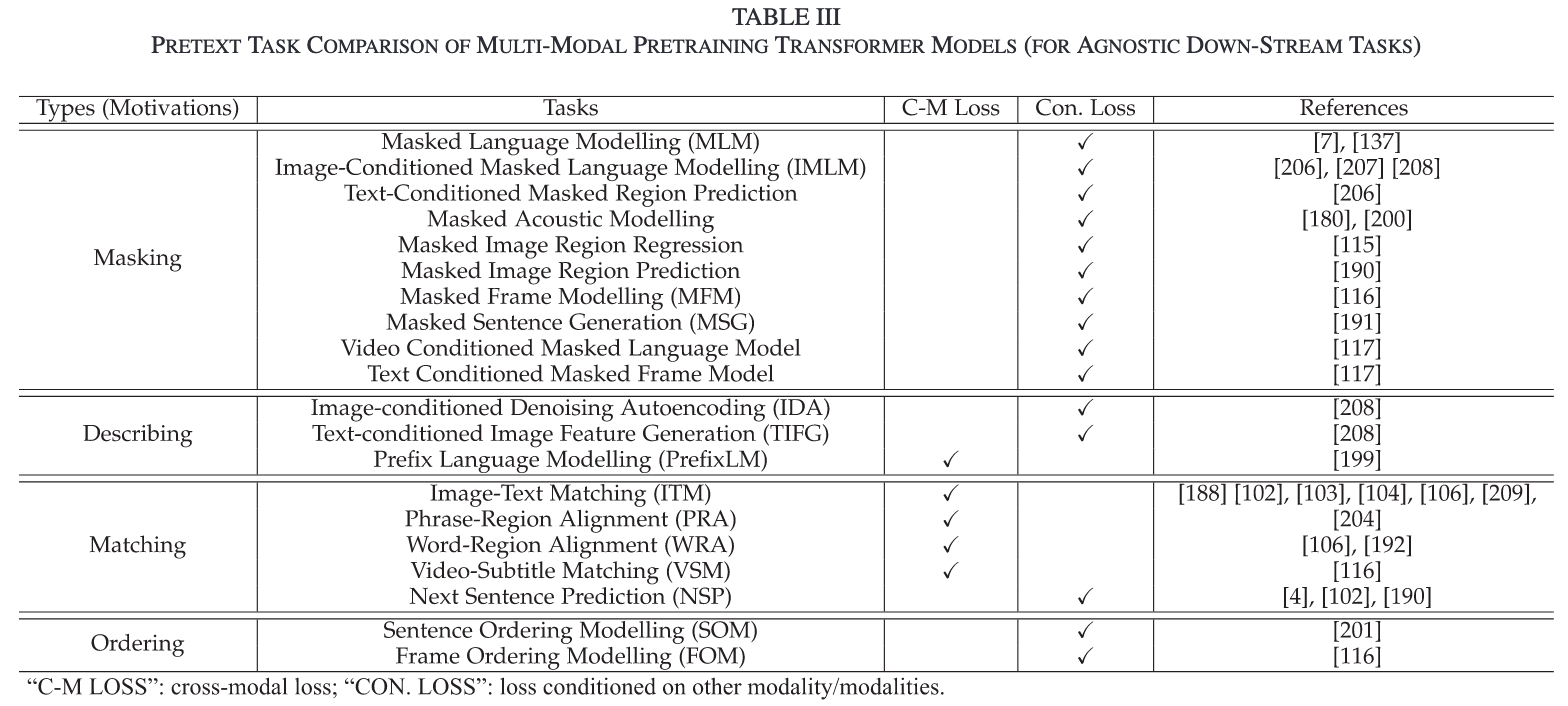 TABLE III
PRETEXT TASK COMPARISON OF MULTI-MODAL PRETRAINING TRANSFORMER MODELS (FOR AGNOSTIC DOWN-STREAM TASKS)
Types (Motivations) Tasks C-M Loss Con. Loss References
Masked Language Modelling (MLM) ✓ [7], [137]
Image-Conditioned Masked Language Modelling (IMLM) ✓ [206], [207] [208]
Text-Conditioned Masked Region Prediction ✓ [206]
Masked Acoustic Modelling ✓ [180], [200]
Masked Image Region Regression ✓ [115]
Masking
Masked Image Region Prediction ✓ [190]
Masked Frame Modelling (MFM) ✓ [116]
Masked Sentence Generation (MSG) ✓ [191]
Video Conditioned Masked Language Model ✓ [117]
Text Conditioned Masked Frame Model ✓ [117]
Image-conditioned Denoising Autoencoding (IDA) ✓ [208]
Describing Text-conditioned Image Feature Generation (TIFG) ✓ [208]
Prefix Language Modelling (PrefixLM) ✓ [199]
Image-Text Matching (ITM) ✓ [188] [102], [103], [104], [106], [209],
Phrase-Region Alignment (PRA) ✓ [204]
Matching Word-Region Alignment (WRA) ✓ [106], [192]
Video-Subtitle Matching (VSM) ✓ [116]
Next Sentence Prediction (NSP) ✓ [4], [102], [190]
Ordering
Sentence Ordering Modelling (SOM) ✓ [201]
Frame Ordering Modelling (FOM) ✓ [116]
“C-M LOSS”: cross-modal loss; “CON. LOSS”: loss conditioned on other modality/modalities.